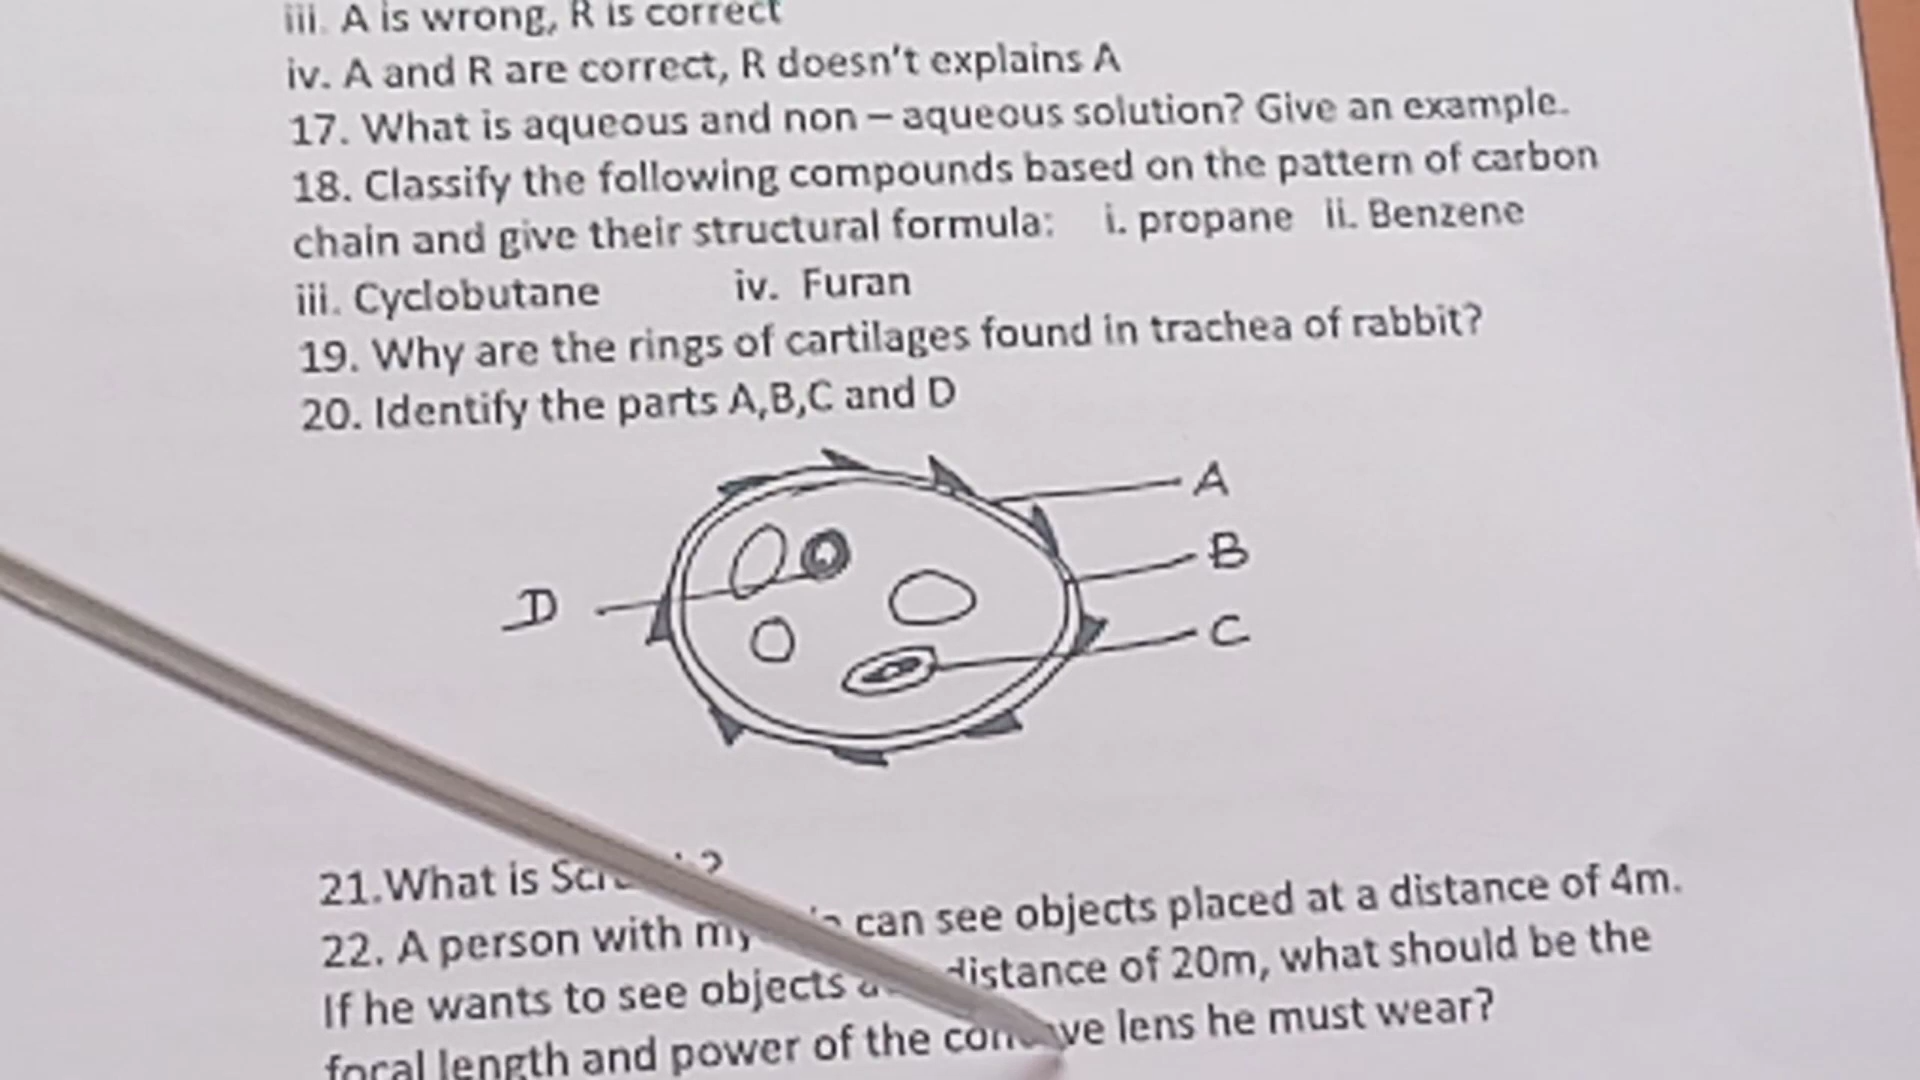 iii. A is wrong, R is correct
iv. A and R are correct, R doesn't explains A
17. What is aqueous and non – aqueous solution? Give an example.
18. Classify the following compounds based on the pattern of carbon
chain and give their structural formula: i. propane ii. Benzene
iii. Cyclobutane iv. Furan
19. Why are the rings of cartilages found in trachea of rabbit?
20. Identify the parts A,B,C and D
A
B
D
C
21.What is ?
22. A person with can see objects placed at a distance of 4m.
If he wants to see objects distance of 20m, what should be the
focal length and power of the lens he must wear?